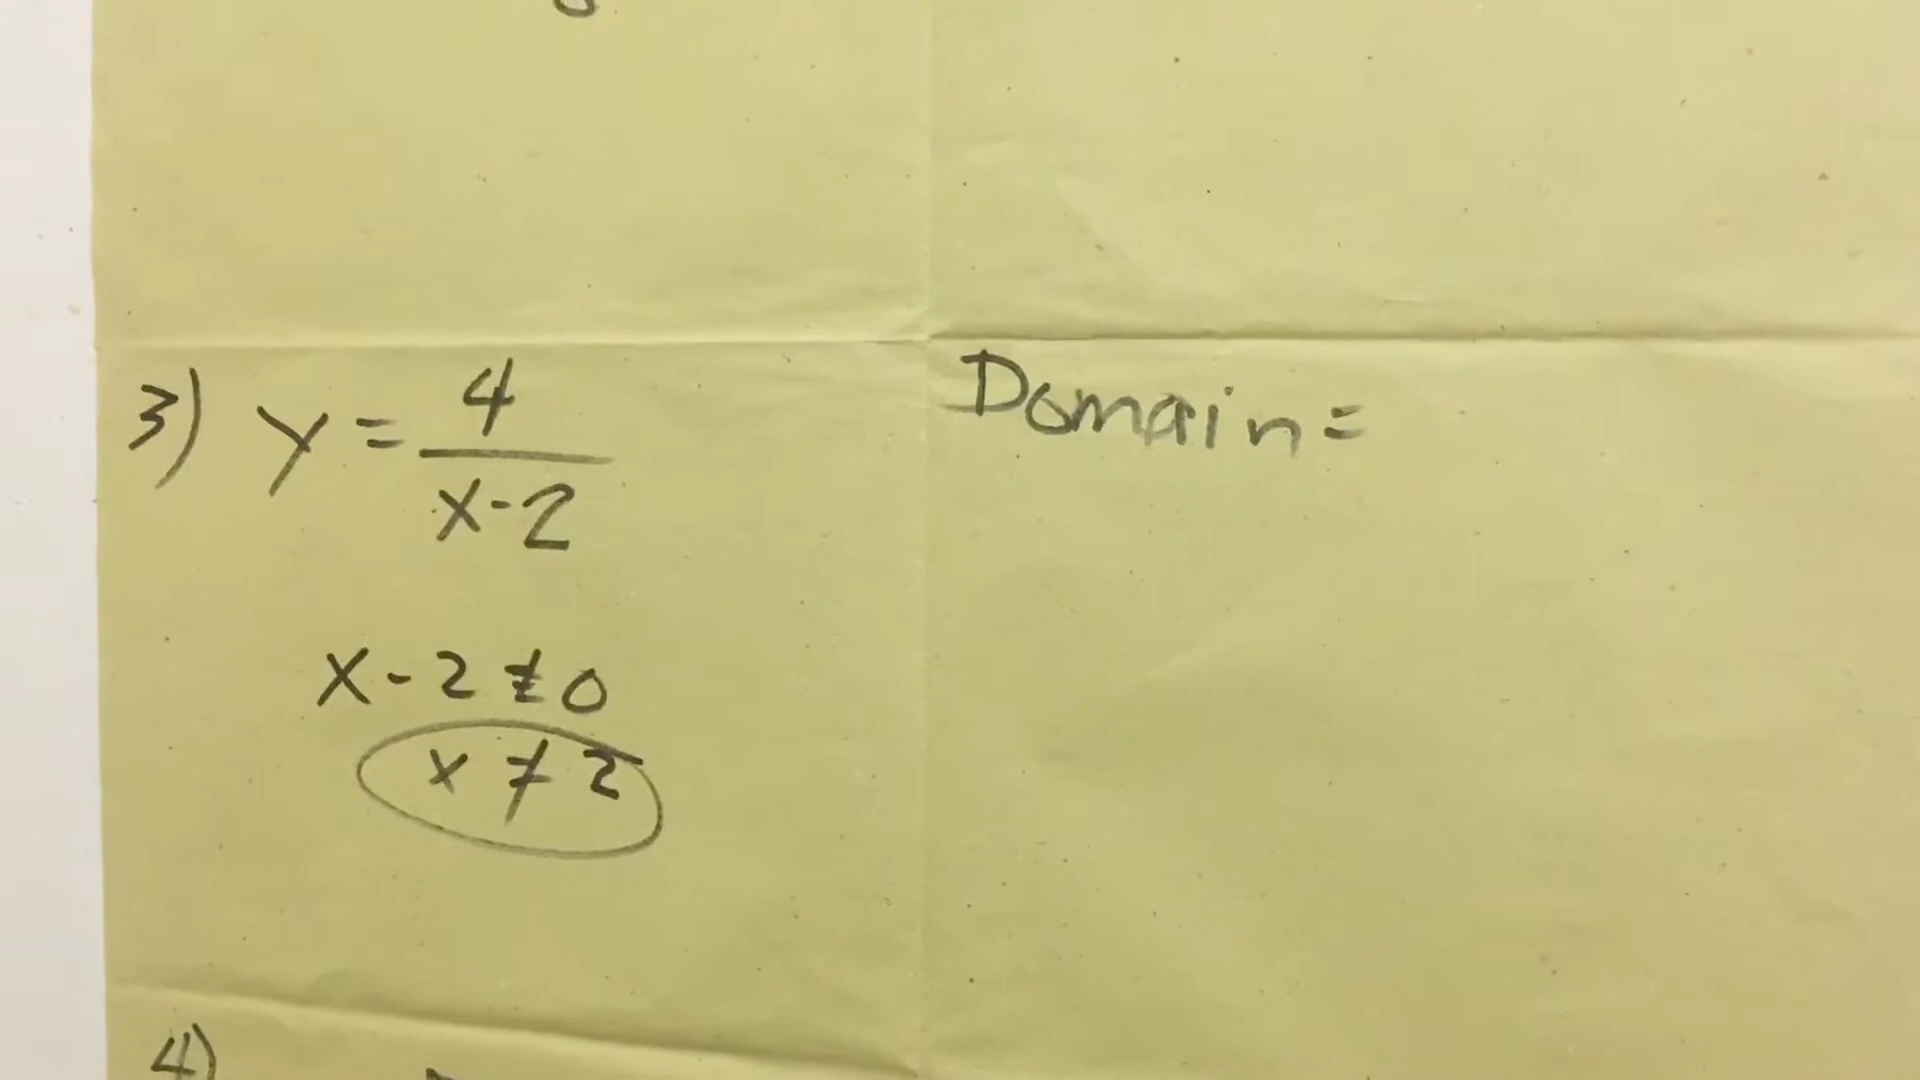 3) y = 4 / x-2
Domain =
x - 2 ≠ 0
x ≠ 2
4)